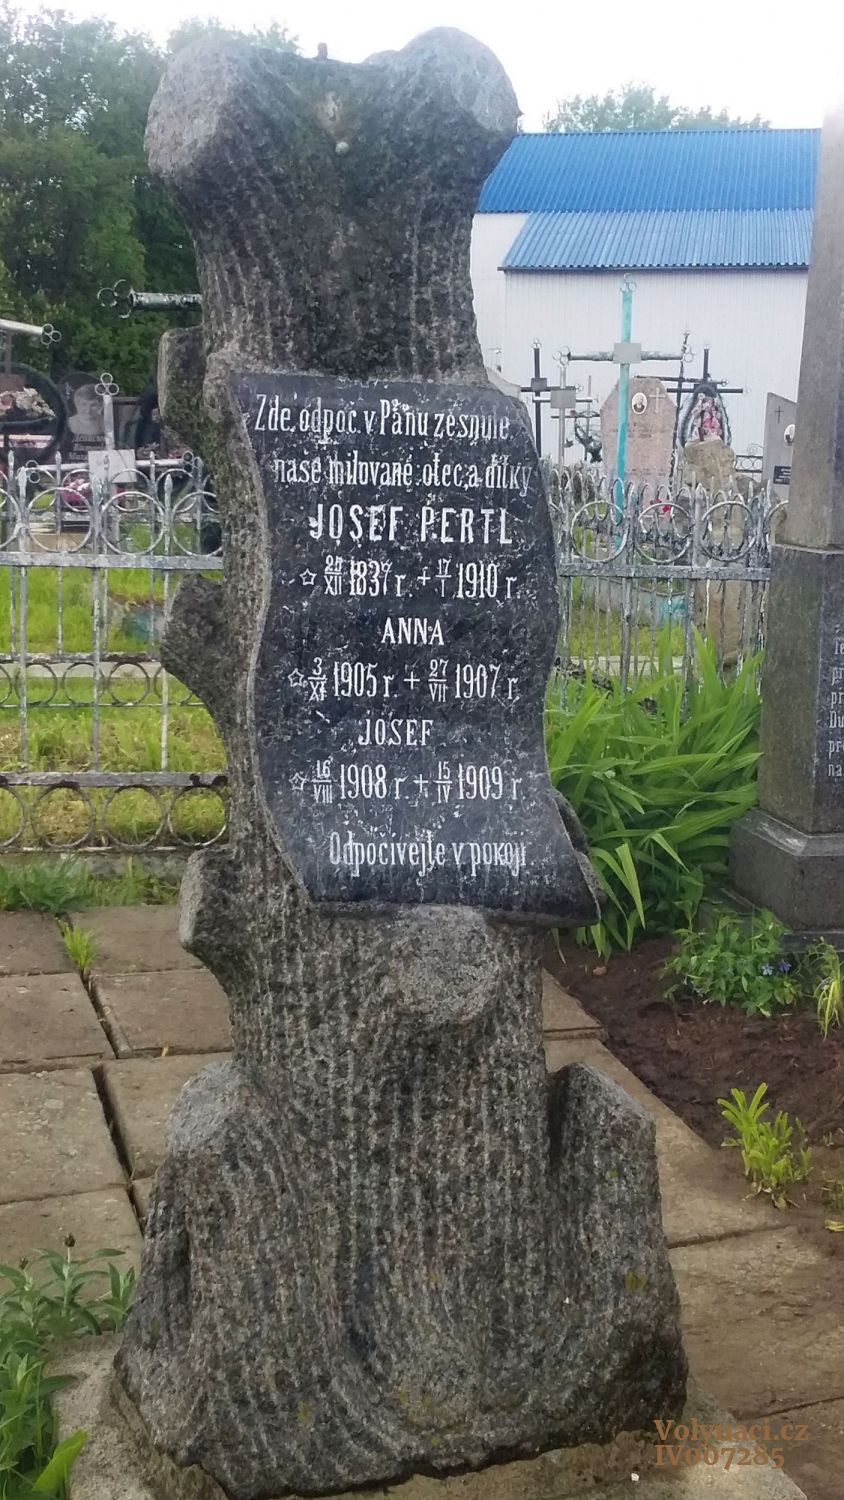 Zde odpoč. v Pánu zesnulé
naše milované otec a dítky
JOSEF PERTL
☆ 25/XII 1837 r. + 17/I 1910 r.
ANNA
☆ 3/XI 1905 r. + 27/VII 1907 r.
JOSEF
☆ 16/VIII 1908 r. + 15/IV 1909 r.
Odpočívejte v pokoji.
Volynaci.cz
IV007285